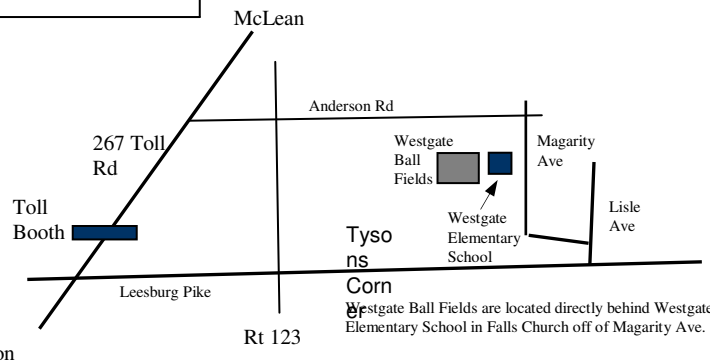 McLean
Anderson Rd
267 Toll
Rd
Westgate
Ball
Fields
Magarity
Ave
Toll
Booth
Westgate
Elementary
School
Lisle
Ave
Tyso
ns
Corn
er
Leesburg Pike
Westgate Ball Fields are located directly behind Westgate
Elementary School in Falls Church off of Magarity Ave.
Rt 123
on